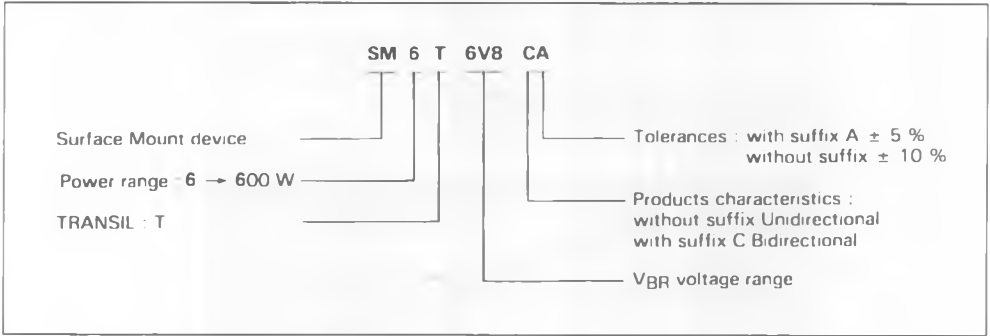 SM 6 T 6V8 CA
Surface Mount device
Power range 6 → 600 W
TRANSIL : T
Tolerances : with suffix A ± 5 %
without suffix ± 10 %
Products characteristics :
without suffix Unidirectional
with suffix C Bidirectional
VBR voltage range